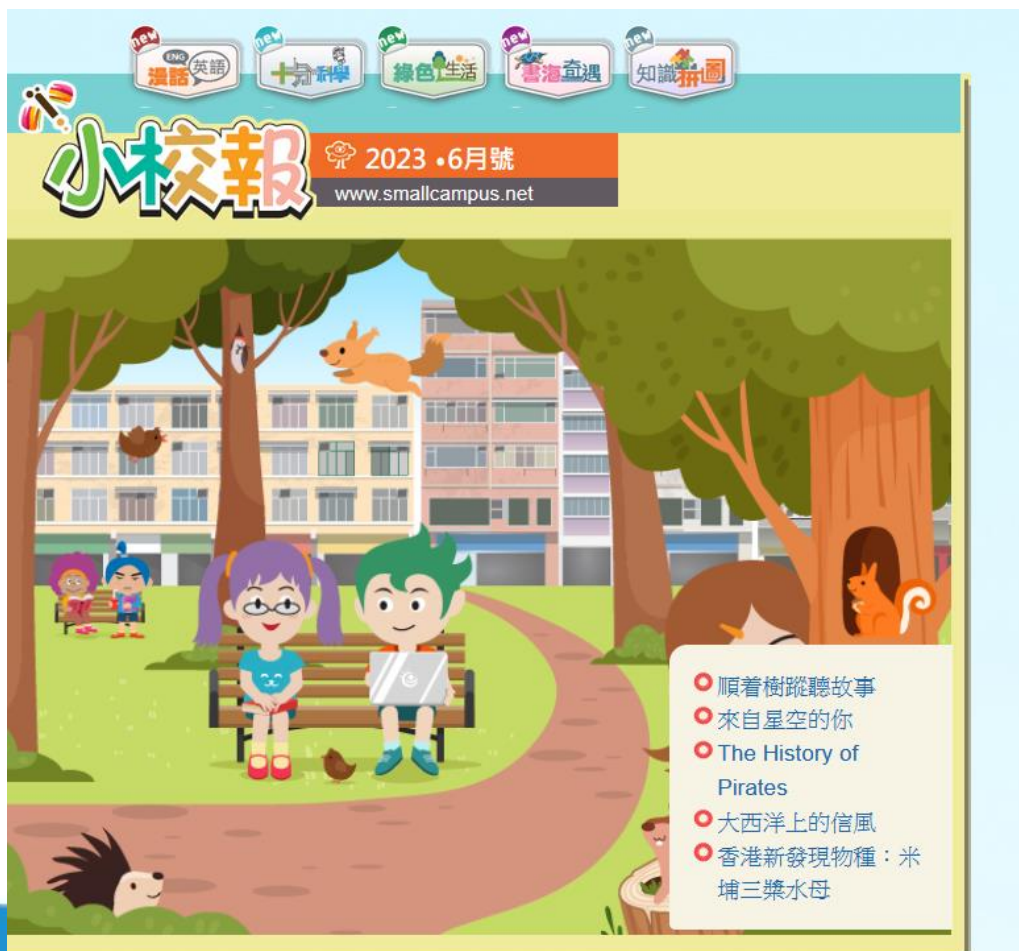 new new new new new
ENG
漫話英語 十分科學 綠色生活 書海奇遇 知識拼圖
小校報
2023 •6月號
www.smallcampus.net
順着樹蹤聽故事
來自星空的你
The History of
Pirates
大西洋上的信風
香港新發現物種：米
埔三槳水母